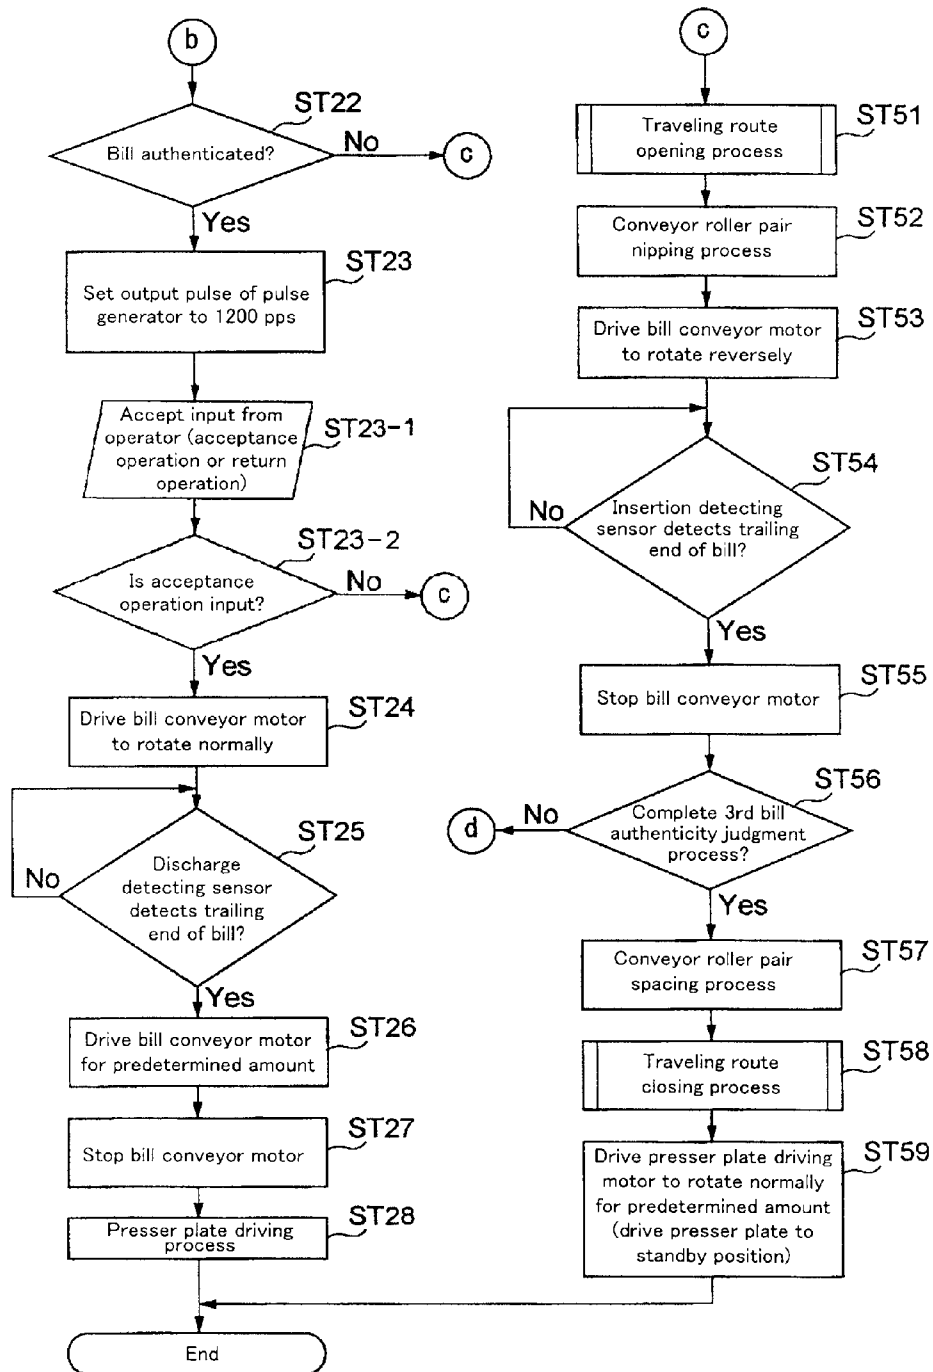 b
ST22
Bill authenticated?
No
c
Yes
ST23
Set output pulse of pulse
generator to 1200 pps
Accept input from
operator (acceptance
operation or return
operation)
ST23-1
ST23-2
Is acceptance
operation input?
No
c
Yes
ST24
Drive bill conveyor motor
to rotate normally
ST25
Discharge
detecting sensor
detects trailing
end of bill?
No
Yes
ST26
Drive bill conveyor motor
for predetermined amount
ST27
Stop bill conveyor motor
ST28
Presser plate driving
process
End
c
ST51
Traveling route
opening process
ST52
Conveyor roller pair
nipping process
ST53
Drive bill conveyor motor
to rotate reversely
ST54
Insertion detecting
sensor detects trailing
end of bill?
No
Yes
ST55
Stop bill conveyor motor
ST56
Complete 3rd bill
authenticity judgment
process?
No
d
Yes
ST57
Conveyor roller pair
spacing process
ST58
Traveling route
closing process
ST59
Drive presser plate driving
motor to rotate normally
for predetermined amount
(drive presser plate to
standby position)